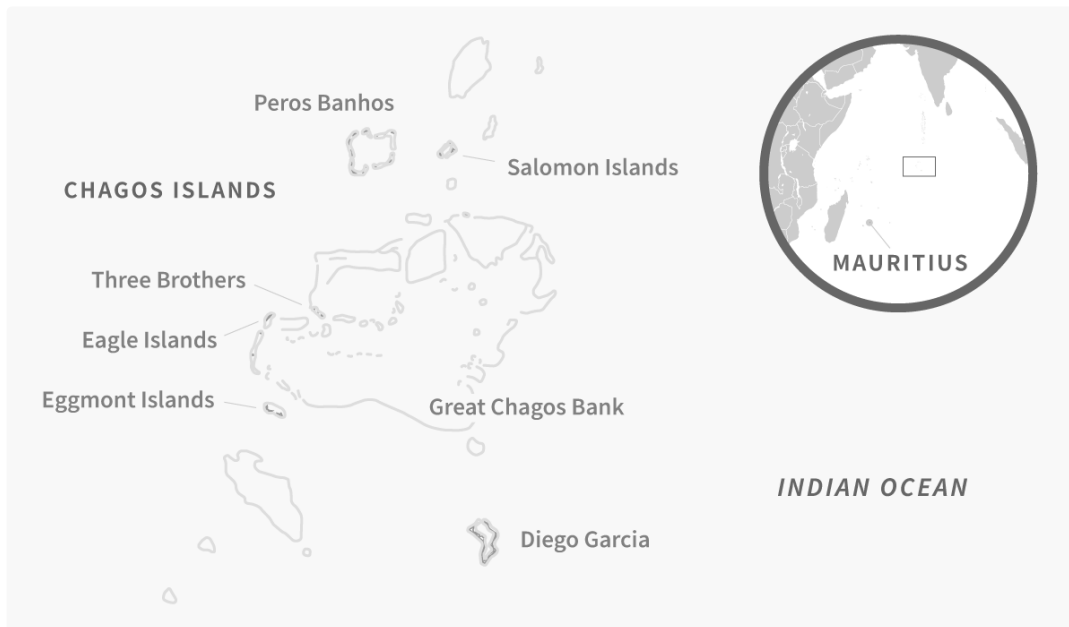 Peros Banhos
Salomon Islands
CHAGOS ISLANDS
MAURITIUS
Three Brothers
Eagle Islands
Eggmont Islands
Great Chagos Bank
INDIAN OCEAN
Diego Garcia